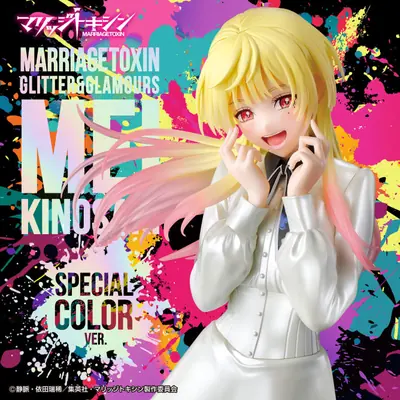 マリッジトキシン
MARRIAGETOXIN
MARRIAGETOXIN
GLITTER&GLAMOURS
MEI
SPECIAL
COLOR
VER.
©静脈・依田瑞稀/集英社・マリッジトキシン製作委員会